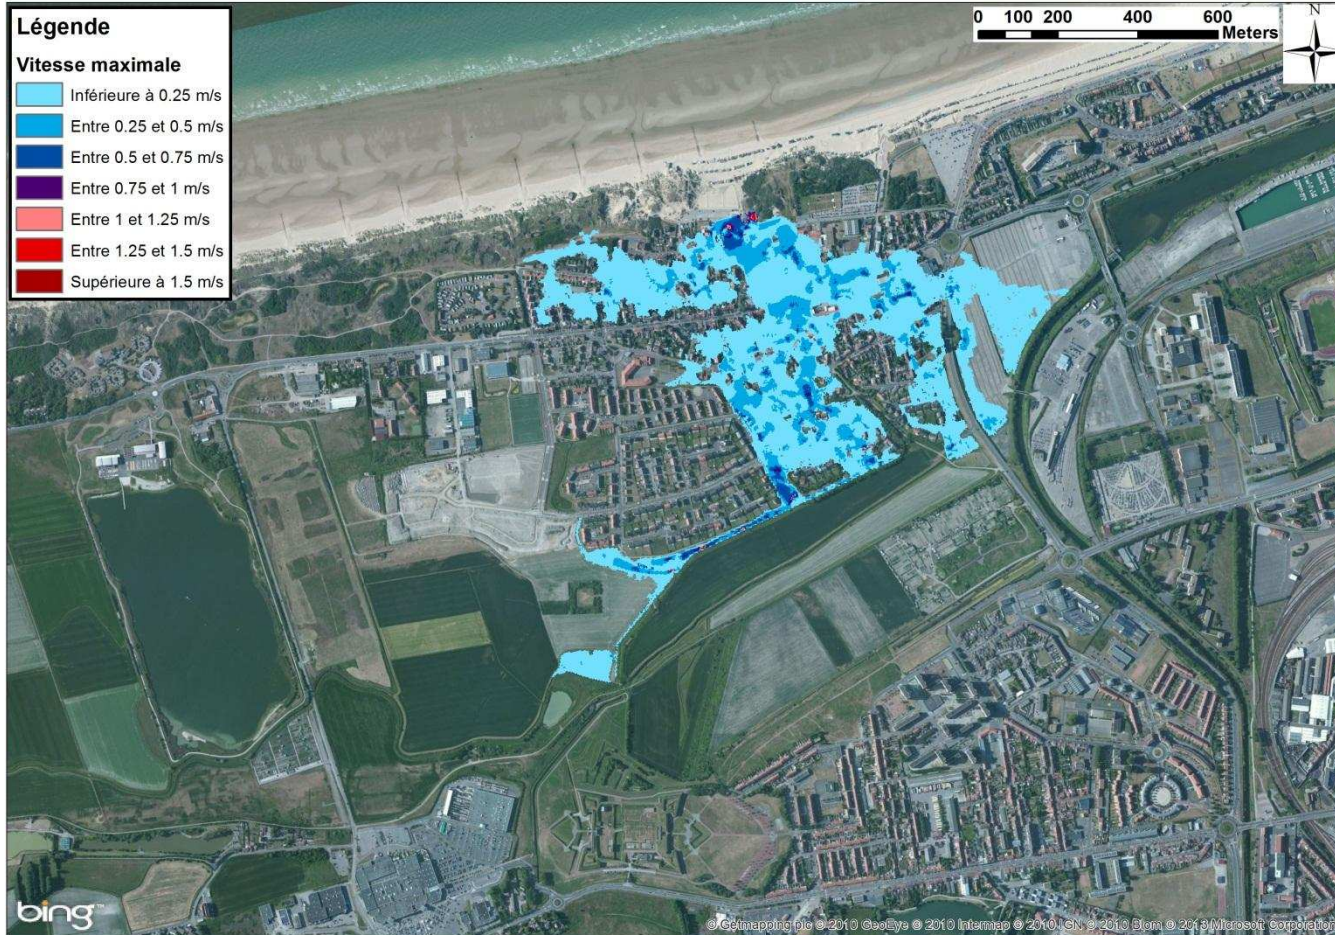 Légende
Vitesse maximale
Inférieure à 0.25 m/s
Entre 0.25 et 0.5 m/s
Entre 0.5 et 0.75 m/s
Entre 0.75 et 1 m/s
Entre 1 et 1.25 m/s
Entre 1.25 et 1.5 m/s
Supérieure à 1.5 m/s
0 100 200 400 600
Meters
N
bing™
© Getmapping plc © 2010 GeoEye © 2010 Intermap © 2010 IGN © 2010 Blom © 2013 Microsoft Corporation